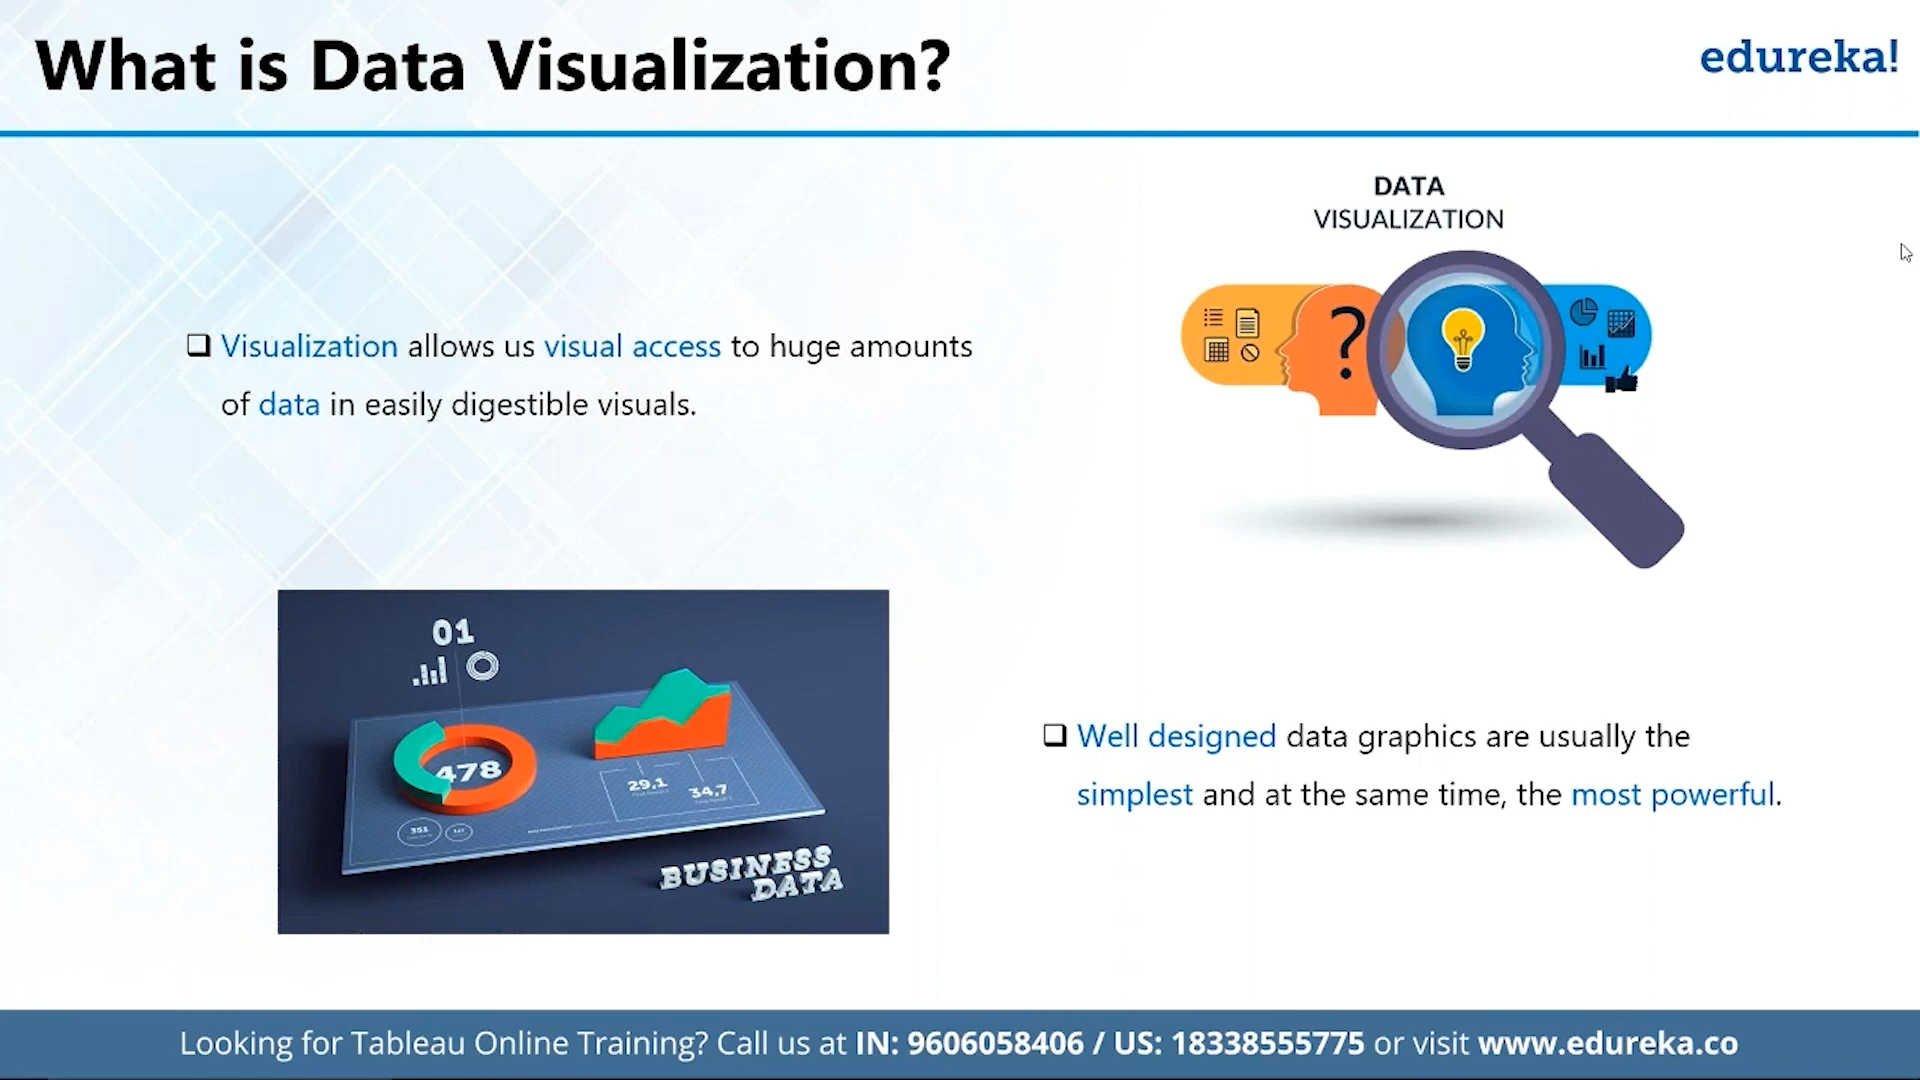 What is Data Visualization?
edureka!
DATA
VISUALIZATION
?
Visualization allows us visual access to huge amounts
of data in easily digestible visuals.
01
478
29,1
34,7
351
BUSINESS
DATA
Well designed data graphics are usually the
simplest and at the same time, the most powerful.
Looking for Tableau Online Training? Call us at IN: 9606058406 / US: 18338555775 or visit www.edureka.co